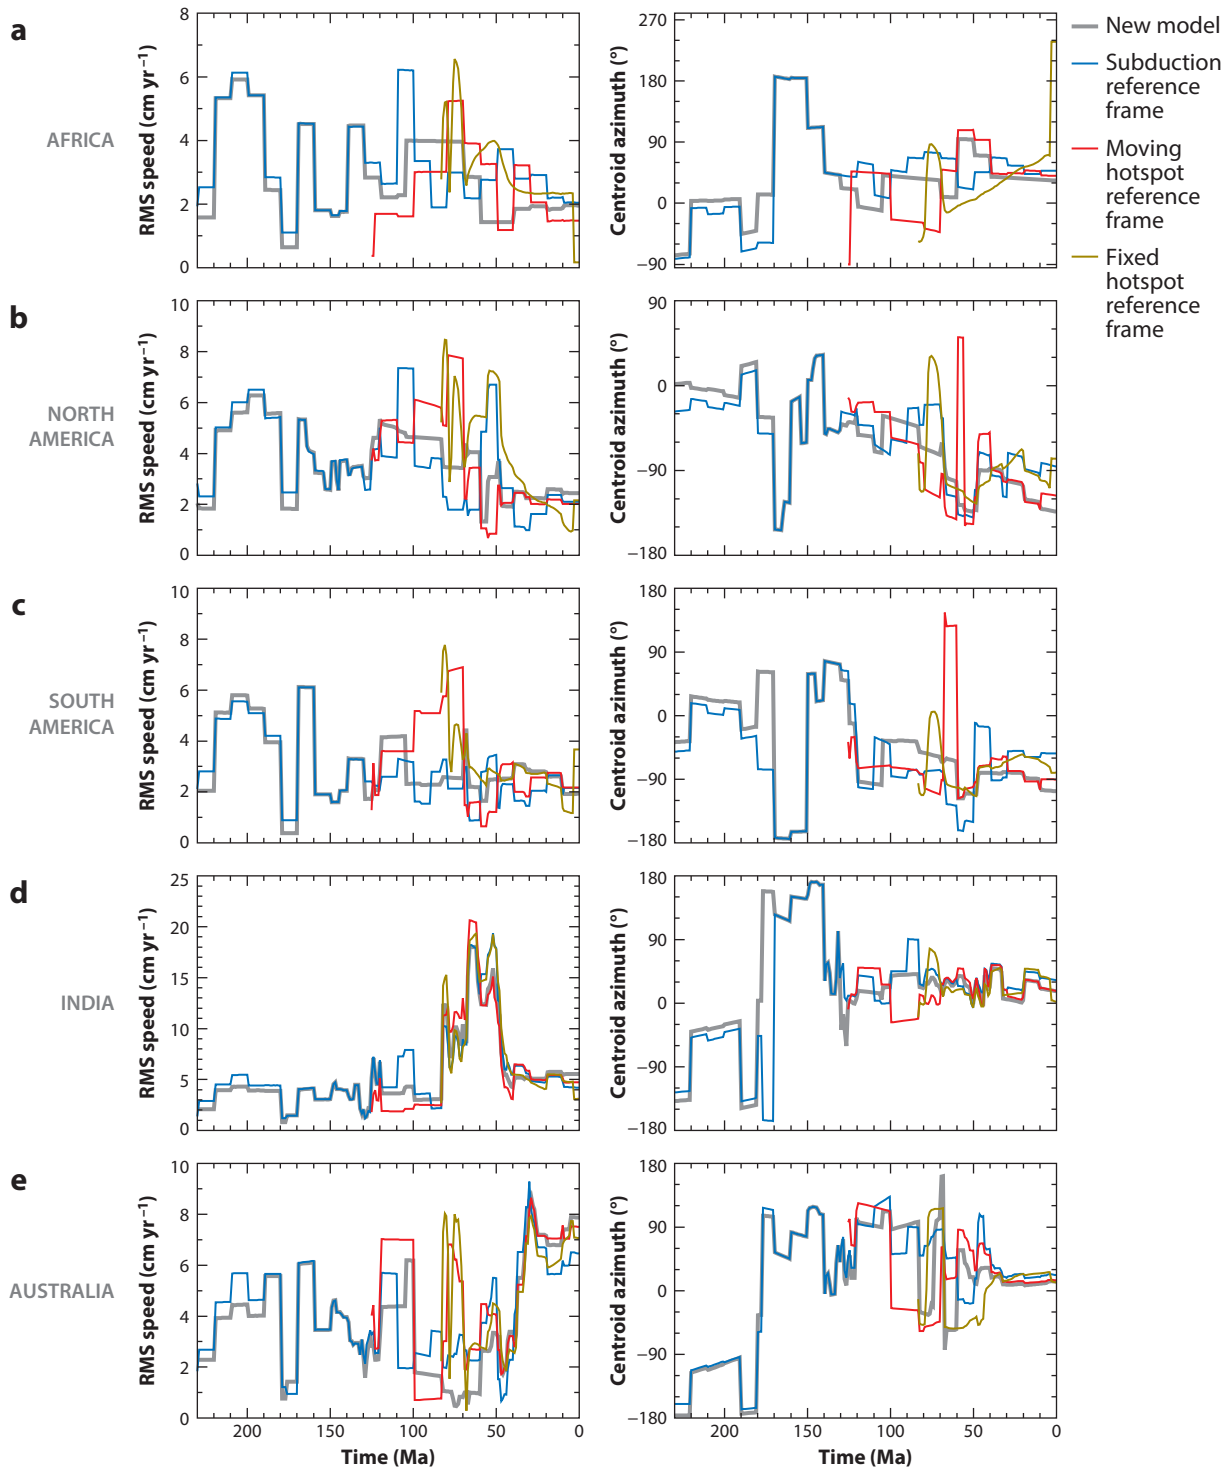 a
AFRICA
RMS speed (cm yr⁻¹)
8
6
4
2
0
Centroid azimuth (°)
270
180
90
0
−90
New model
Subduction
reference
frame
Moving
hotspot
reference
frame
Fixed
hotspot
reference
frame
b
NORTH
AMERICA
RMS speed (cm yr⁻¹)
10
8
6
4
2
0
Centroid azimuth (°)
90
0
−90
−180
c
SOUTH
AMERICA
RMS speed (cm yr⁻¹)
10
8
6
4
2
0
Centroid azimuth (°)
180
90
0
−90
−180
d
INDIA
RMS speed (cm yr⁻¹)
25
20
15
10
5
0
Centroid azimuth (°)
180
90
0
−90
−180
e
AUSTRALIA
RMS speed (cm yr⁻¹)
10
8
6
4
2
0
200 150 100 50 0
Time (Ma)
Centroid azimuth (°)
180
90
0
−90
−180
200 150 100 50 0
Time (Ma)